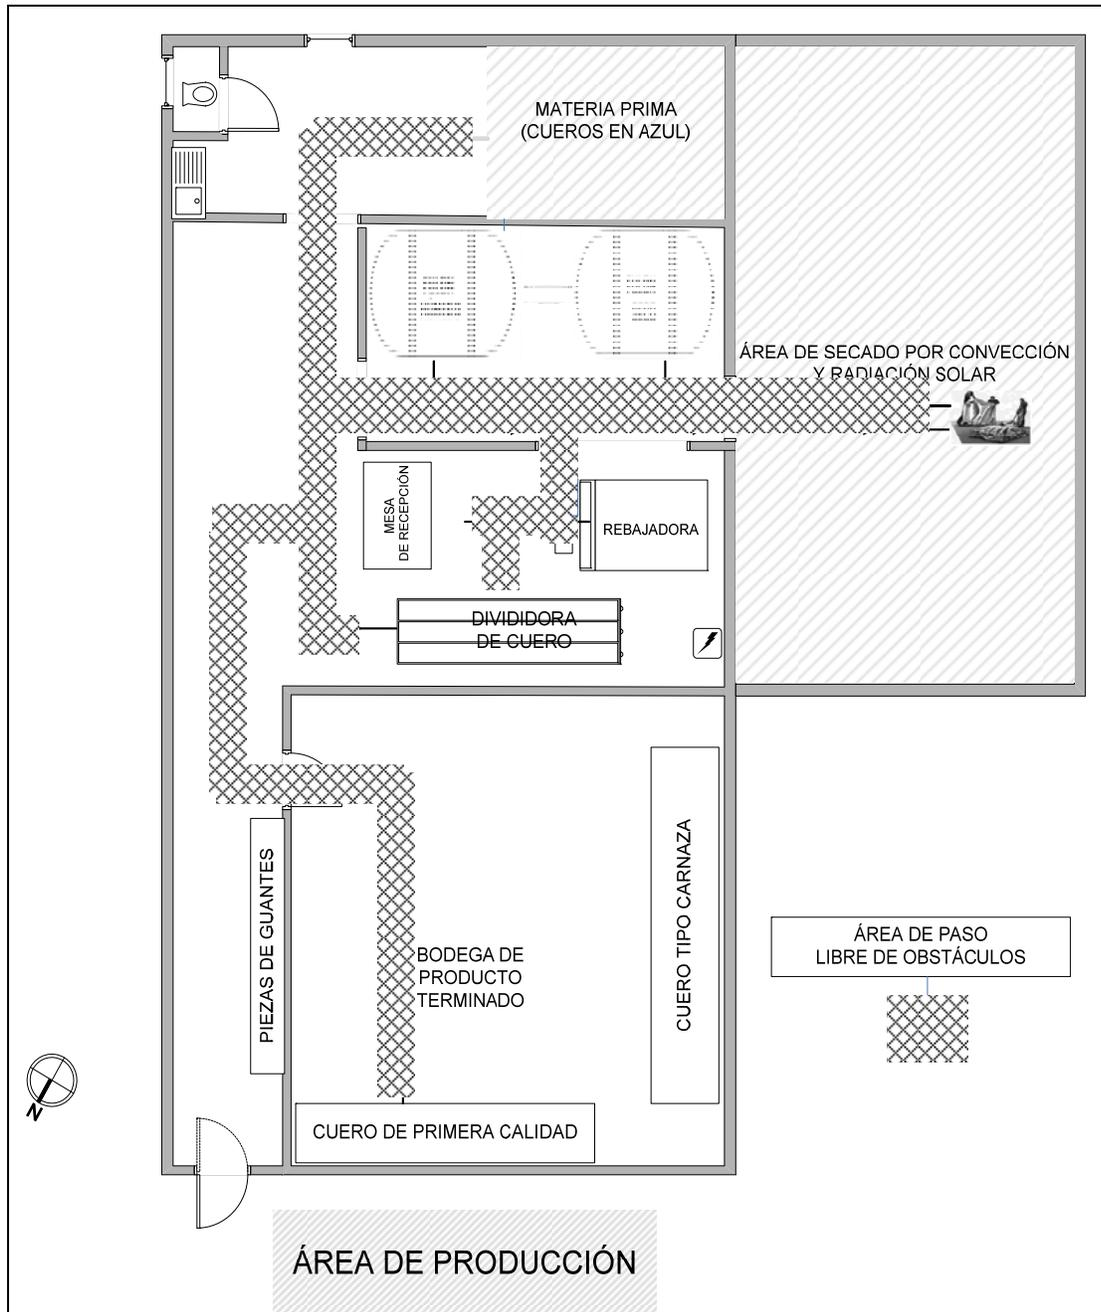 MATERIA PRIMA
(CUEROS EN AZUL)
ÁREA DE SECADO POR CONVECCIÓN
Y RADIACIÓN SOLAR
MESA
DE RECEPCIÓN
REBAJADORA
DIVIDIDORA
DE CUERO
PIEZAS DE GUANTES
BODEGA DE
PRODUCTO
TERMINADO
CUERO TIPO CARNAZA
ÁREA DE PASO
LIBRE DE OBSTÁCULOS
N
CUERO DE PRIMERA CALIDAD
ÁREA DE PRODUCCIÓN